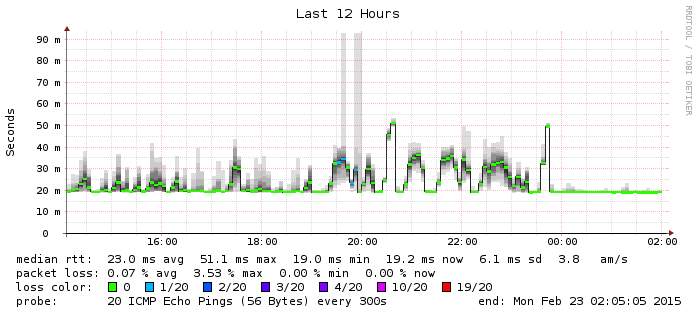 Last 12 Hours
RRDTOOL / TOBI OETIKER
Seconds
90 m
80 m
70 m
60 m
50 m
40 m
30 m
20 m
10 m
0
16:00 18:00 20:00 22:00 00:00 02:00
median rtt: 23.0 ms avg 51.1 ms max 19.0 ms min 19.2 ms now 6.1 ms sd 3.8 am/s
packet loss: 0.07 % avg 3.53 % max 0.00 % min 0.00 % now
loss color: 0 1/20 2/20 3/20 4/20 10/20 19/20
probe: 20 ICMP Echo Pings (56 Bytes) every 300s end: Mon Feb 23 02:05:05 2015